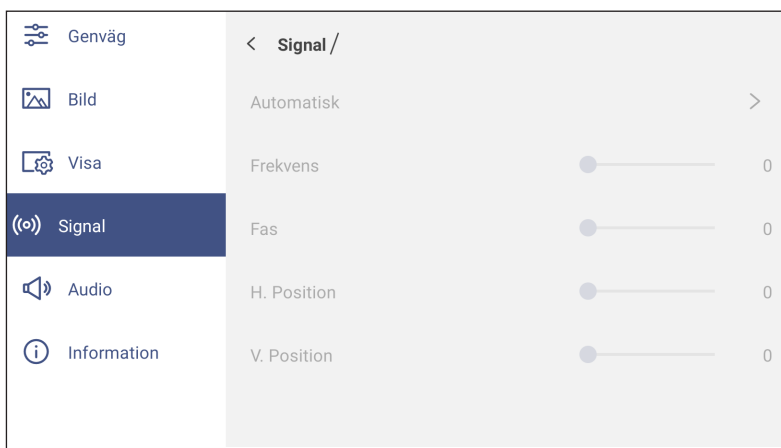 Genväg
Bild
Visa
Signal
Audio
Information
< Signal /
Automatisk >
Frekvens 0
Fas 0
H. Position 0
V. Position 0